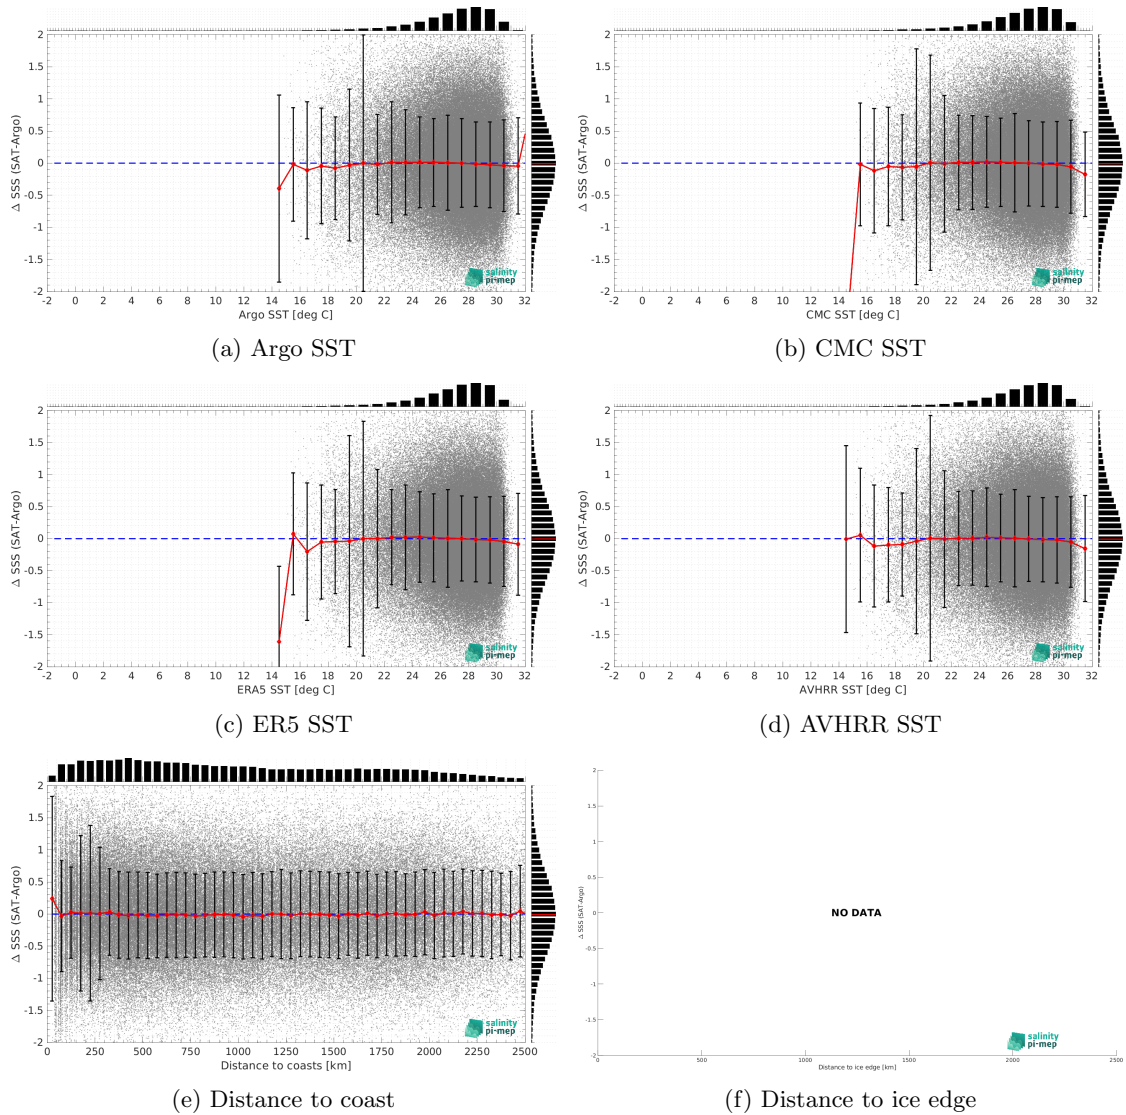 2
1.5
1
0.5
0
-0.5
-1
-1.5
-2
Δ SSS (SAT-Argo)
-2 0 2 4 6 8 10 12 14 16 18 20 22 24 26 28 30 32
Argo SST [deg C]
salinity
pi-mep
(a) Argo SST
2
1.5
1
0.5
0
-0.5
-1
-1.5
-2
Δ SSS (SAT-Argo)
-2 0 2 4 6 8 10 12 14 16 18 20 22 24 26 28 30 32
CMC SST [deg C]
salinity
pi-mep
(b) CMC SST
2
1.5
1
0.5
0
-0.5
-1
-1.5
-2
Δ SSS (SAT-Argo)
-2 0 2 4 6 8 10 12 14 16 18 20 22 24 26 28 30 32
ERA5 SST [deg C]
salinity
pi-mep
(c) ER5 SST
2
1.5
1
0.5
0
-0.5
-1
-1.5
-2
Δ SSS (SAT-Argo)
-2 0 2 4 6 8 10 12 14 16 18 20 22 24 26 28 30 32
AVHRR SST [deg C]
salinity
pi-mep
(d) AVHRR SST
2
1.5
1
0.5
0
-0.5
-1
-1.5
-2
Δ SSS (SAT-Argo)
0 250 500 750 1000 1250 1500 1750 2000 2250 2500
Distance to coasts [km]
salinity
pi-mep
(e) Distance to coast
2
1.5
1
0.5
0
-0.5
-1
-1.5
-2
Δ SSS (SAT-Argo)
NO DATA
0 500 1000 1500 2000 2500
Distance to ice edge [km]
salinity
pi-mep
(f) Distance to ice edge